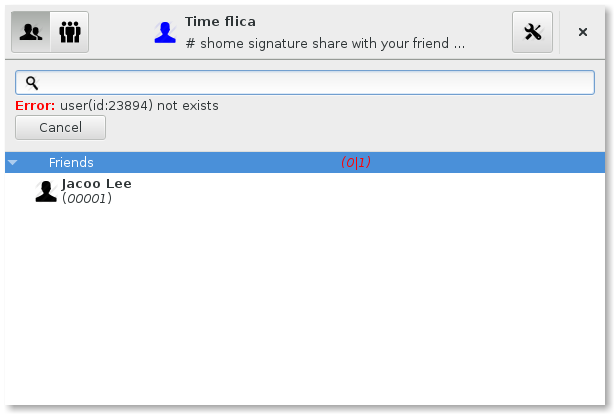 Time flica
# shome signature share with your friend ...
Error: user(id:23894) not exists
Cancel
Friends (0|1)
Jacoo Lee
(00001)